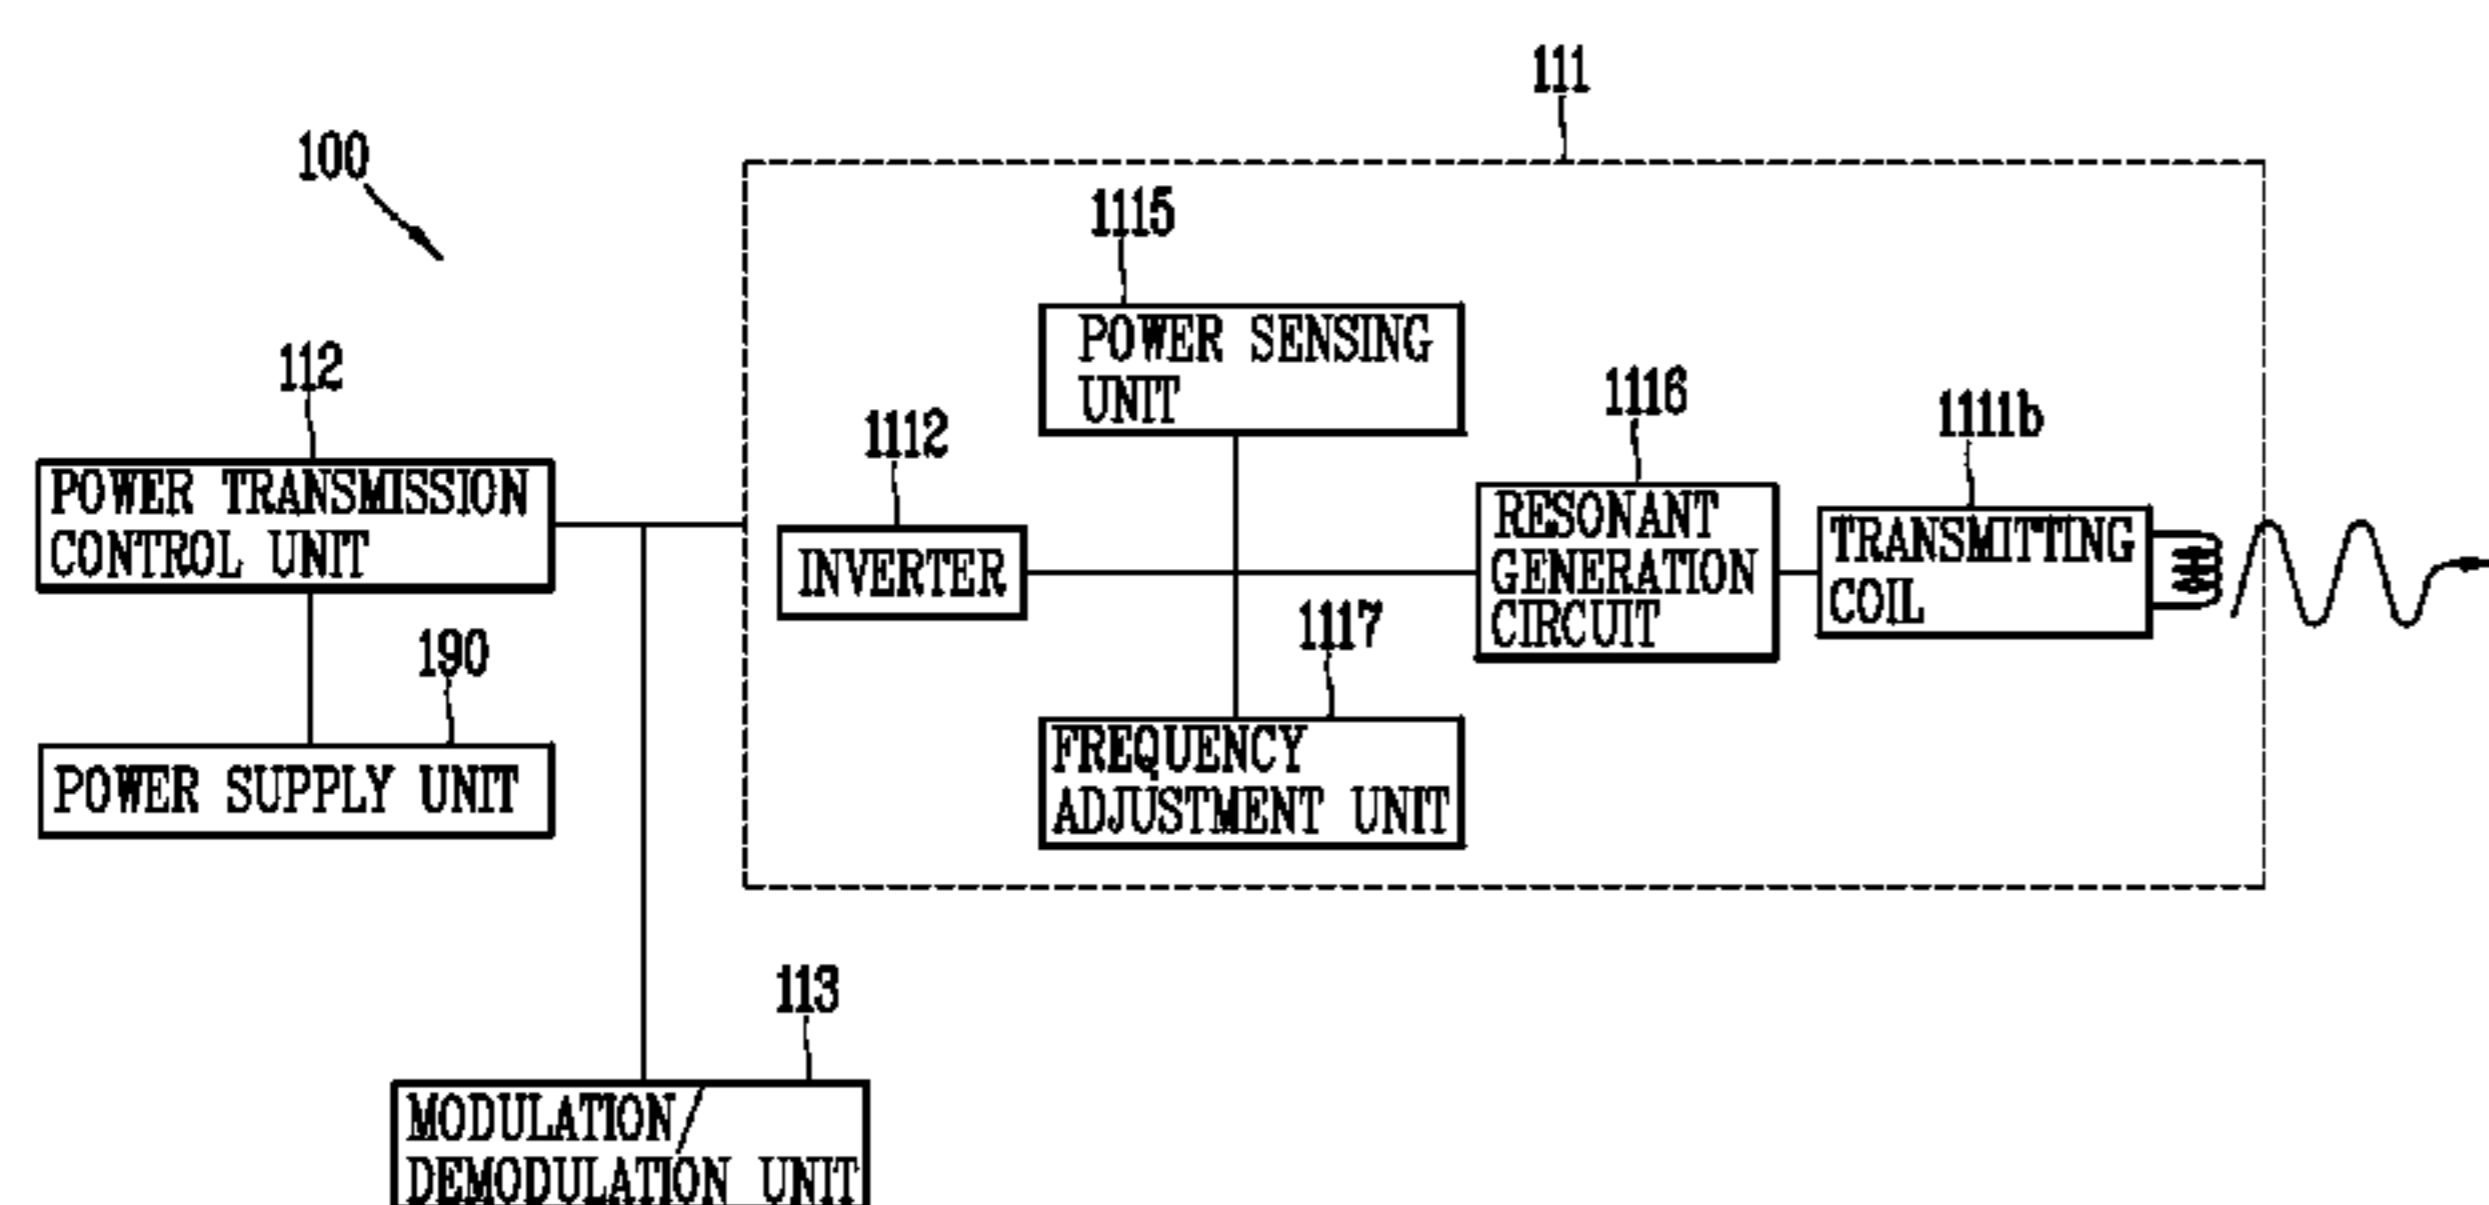 111
100
1115
POWER SENSING
UNIT
112
1116
1111b
1112
POWER TRANSMISSION
CONTROL UNIT
RESONANT
GENERATION
CIRCUIT
TRANSMITTING
COIL
INVERTER
1117
190
FREQUENCY
ADJUSTMENT UNIT
POWER SUPPLY UNIT
113
MODULATION/
DEMODULATION UNIT